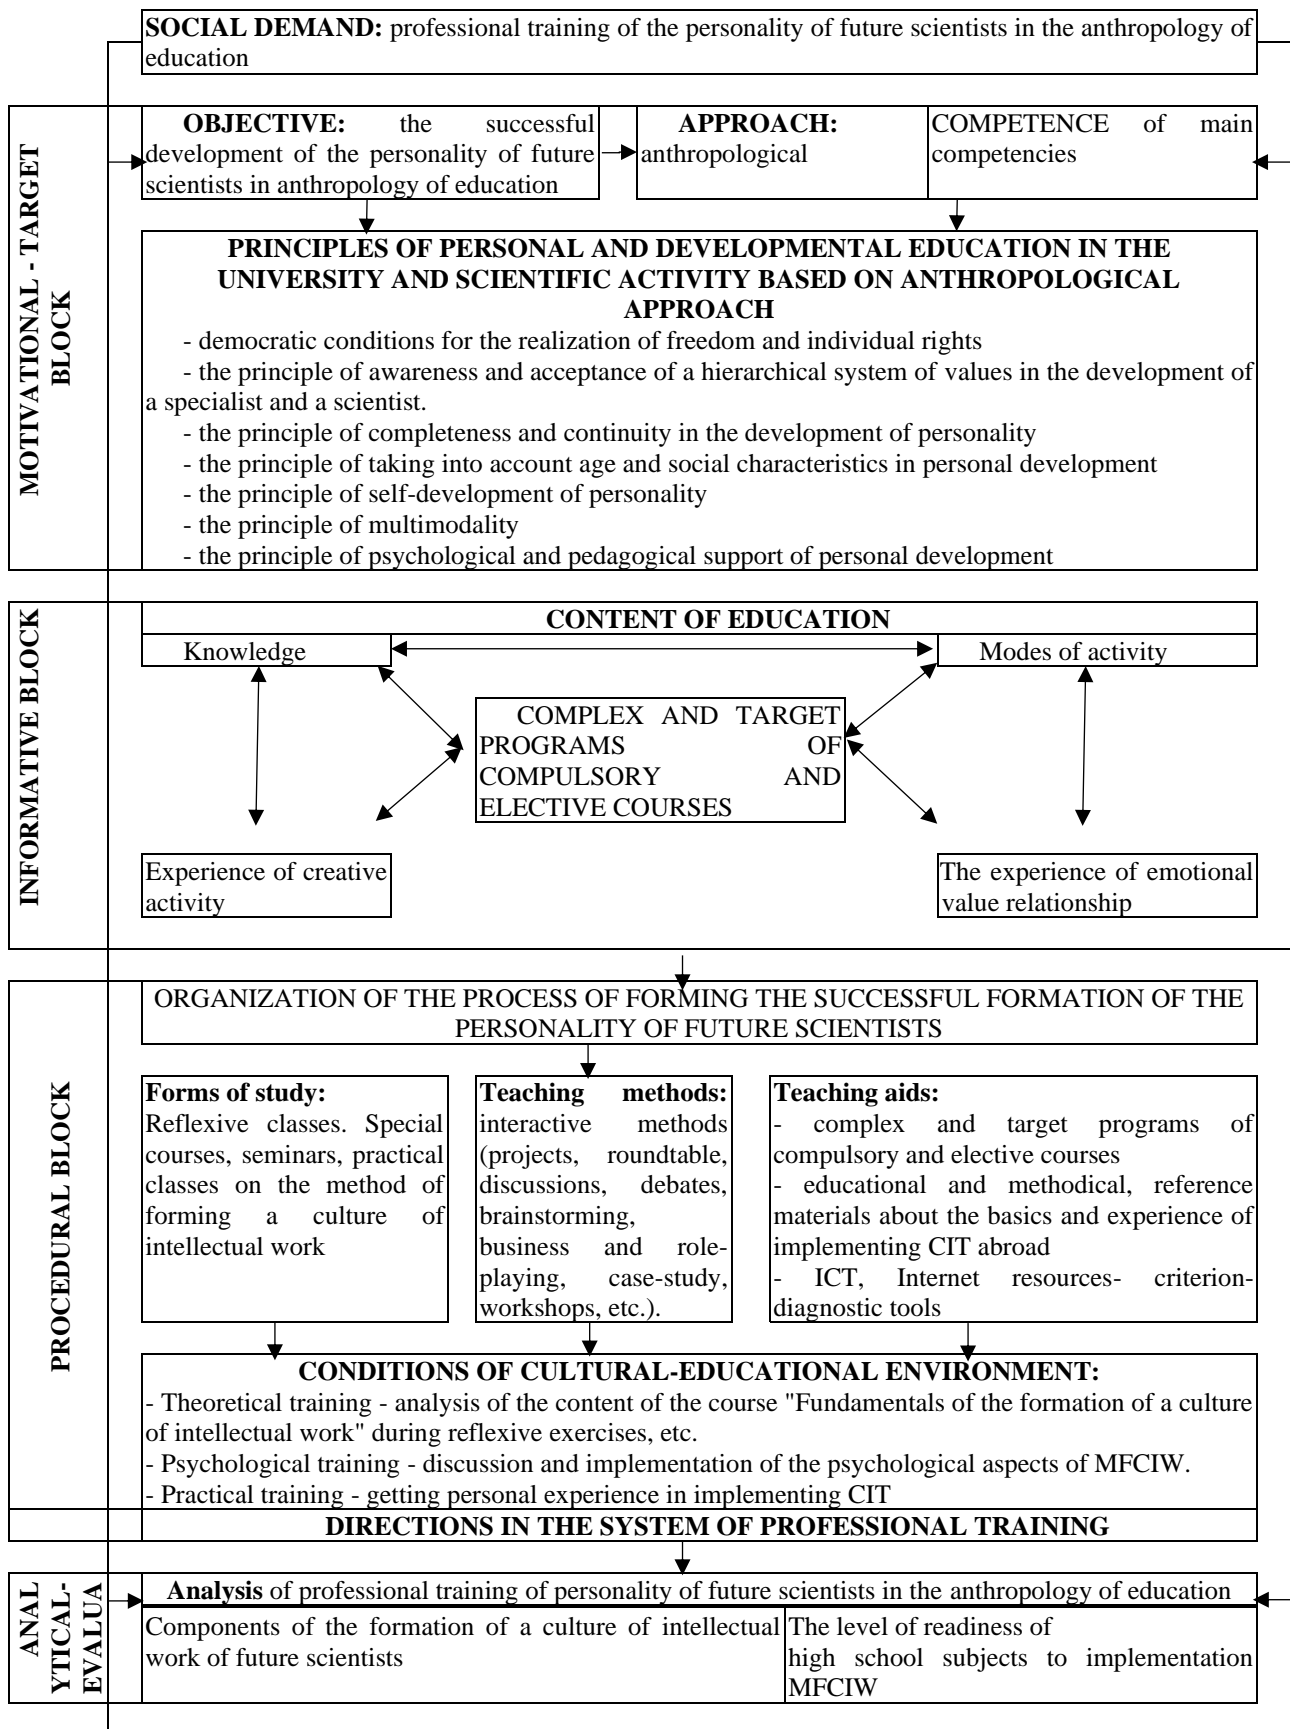 SOCIAL DEMAND: professional training of the personality of future scientists in the anthropology of
education
MOTIVATIONAL - TARGET
BLOCK
OBJECTIVE: the successful
development of the personality of future
scientists in anthropology of education
APPROACH:
anthropological
COMPETENCE of main
competencies
PRINCIPLES OF PERSONAL AND DEVELOPMENTAL EDUCATION IN THE
UNIVERSITY AND SCIENTIFIC ACTIVITY BASED ON ANTHROPOLOGICAL
APPROACH
- democratic conditions for the realization of freedom and individual rights
- the principle of awareness and acceptance of a hierarchical system of values in the development of
a specialist and a scientist.
- the principle of completeness and continuity in the development of personality
- the principle of taking into account age and social characteristics in personal development
- the principle of self-development of personality
- the principle of multimodality
- the principle of psychological and pedagogical support of personal development
INFORMATIVE BLOCK
CONTENT OF EDUCATION
Knowledge
Modes of activity
COMPLEX AND TARGET
PROGRAMS OF
COMPULSORY AND
ELECTIVE COURSES
Experience of creative
activity
The experience of emotional
value relationship
PROCEDURAL BLOCK
ORGANIZATION OF THE PROCESS OF FORMING THE SUCCESSFUL FORMATION OF THE
PERSONALITY OF FUTURE SCIENTISTS
Forms of study:
Reflexive classes. Special
courses, seminars, practical
classes on the method of
forming a culture of
intellectual work
Teaching methods:
interactive methods
(projects, roundtable,
discussions, debates,
brainstorming,
business and role-
playing, case-study,
workshops, etc.).
Teaching aids:
- complex and target programs of
compulsory and elective courses
- educational and methodical, reference
materials about the basics and experience of
implementing CIT abroad
- ICT, Internet resources- criterion-
diagnostic tools
CONDITIONS OF CULTURAL-EDUCATIONAL ENVIRONMENT:
- Theoretical training - analysis of the content of the course "Fundamentals of the formation of a culture
of intellectual work" during reflexive exercises, etc.
- Psychological training - discussion and implementation of the psychological aspects of MFCIW.
- Practical training - getting personal experience in implementing CIT
DIRECTIONS IN THE SYSTEM OF PROFESSIONAL TRAINING
ANAL
YTICAL-
EVALUA
Analysis of professional training of personality of future scientists in the anthropology of education
Components of the formation of a culture of intellectual
work of future scientists
The level of readiness of
high school subjects to implementation
MFCIW